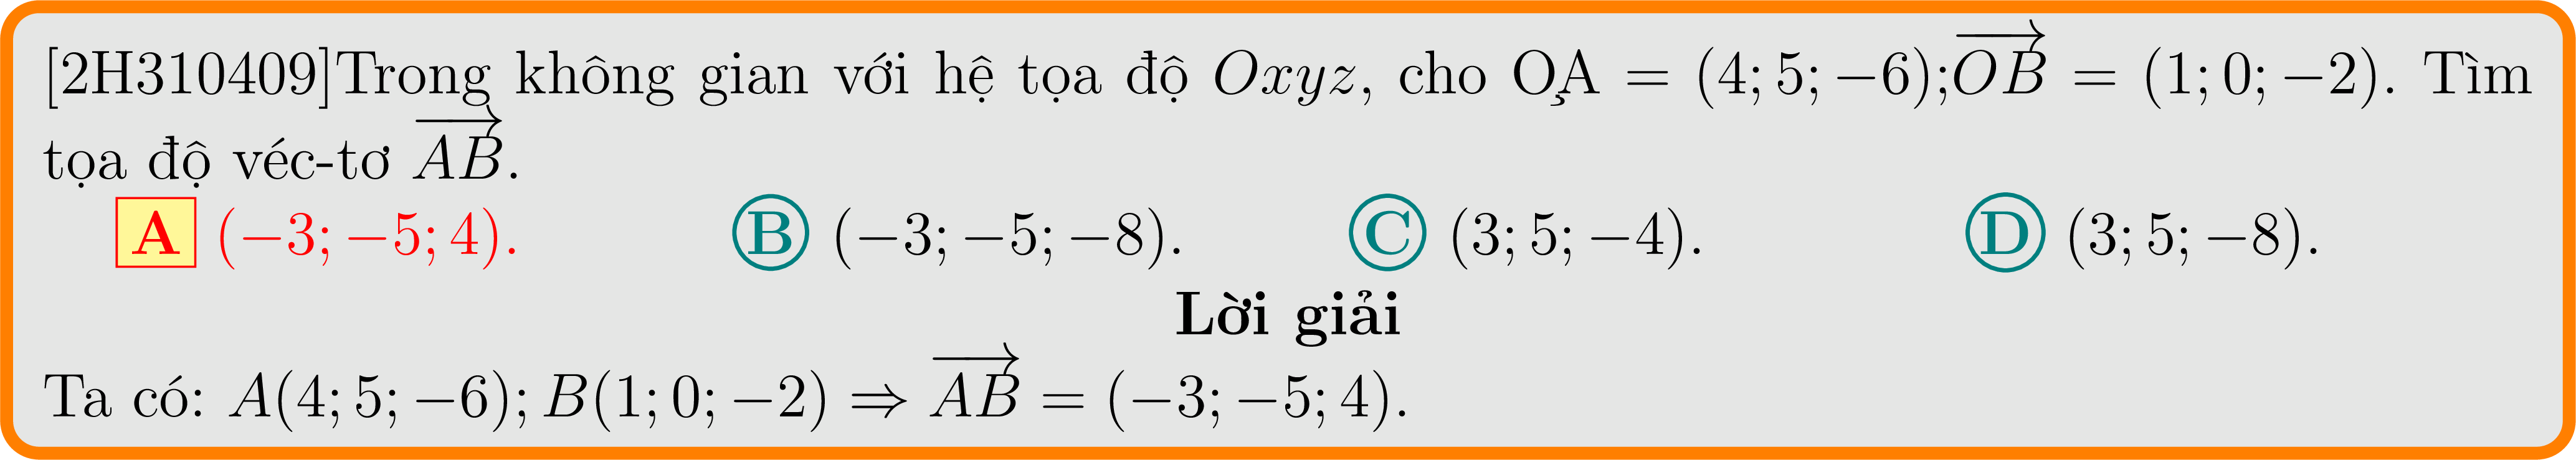 [2H310409]Trong không gian với hệ tọa độ $Oxyz$, cho O̧A = $(4; 5; -6)$;$\overrightarrow{OB} = (1; 0; -2)$. Tìm
tọa độ véc-tơ $\overrightarrow{AB}$.
A $(-3; -5; 4)$. B $(-3; -5; -8)$. C $(3; 5; -4)$. D $(3; 5; -8)$.
Lời giải
Ta có: $A(4; 5; -6); B(1; 0; -2) \Rightarrow \overrightarrow{AB} = (-3; -5; 4)$.